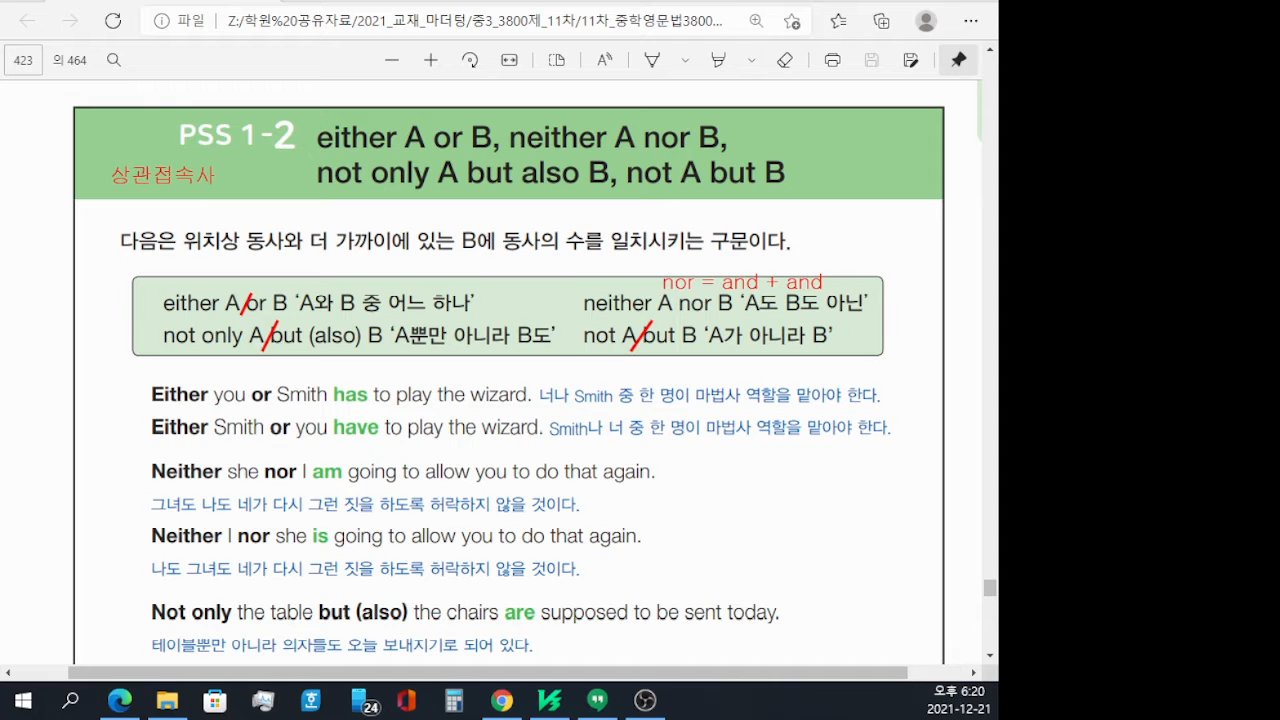 파일
Z:/학원%20공유자료/2021_교재_마더텅/중3_3800제_11차/11차_중학영문법3800...
423 의 464
PSS 1-2 either A or B, neither A nor B,
상관접속사 not only A but also B, not A but B
다음은 위치상 동사와 더 가까이에 있는 B에 동사의 수를 일치시키는 구문이다.
nor = and + and
either A or B ‘A와 B 중 어느 하나’ neither A nor B ‘A도 B도 아닌’
not only A but (also) B ‘A뿐만 아니라 B도’ not A but B ‘A가 아니라 B’
Either you or Smith has to play the wizard. 너나 Smith 중 한 명이 마법사 역할을 맡아야 한다.
Either Smith or you have to play the wizard. Smith나 너 중 한 명이 마법사 역할을 맡아야 한다.
Neither she nor I am going to allow you to do that again.
그녀도 나도 네가 다시 그런 짓을 하도록 허락하지 않을 것이다.
Neither I nor she is going to allow you to do that again.
나도 그녀도 네가 다시 그런 짓을 하도록 허락하지 않을 것이다.
Not only the table but (also) the chairs are supposed to be sent today.
테이블뿐만 아니라 의자들도 오늘 보내지기로 되어 있다.
24
오후 6:20
2021-12-21